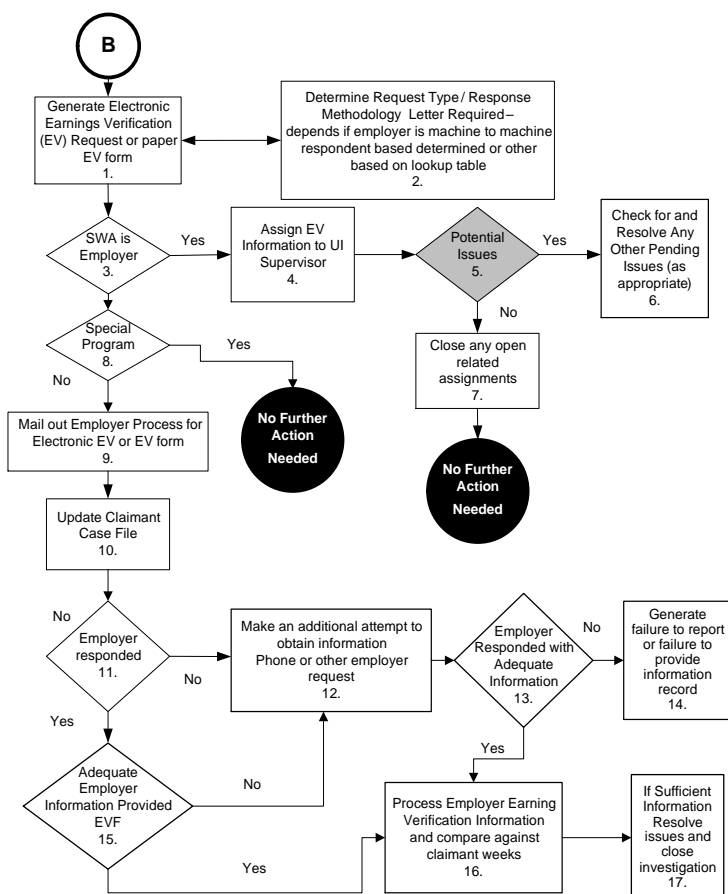 B
Generate Electronic
Earnings Verification
(EV) Request or paper
EV form
1.
Determine Request Type / Response
Methodology Letter Required –
depends if employer is machine to machine
respondent based determined or other
based on lookup table
2.
SWA is
Employer
3.
Yes
Assign EV
Information to UI
Supervisor
4.
Potential
Issues
5.
Yes
Check for and
Resolve Any
Other Pending
Issues (as
appropriate)
6.
No
Close any open
related
assignments
7.
No Further
Action
Needed
Special
Program
8.
Yes
No Further
Action
Needed
No
Mail out Employer Process for
Electronic EV or EV form
9.
Update Claimant
Case File
10.
No
Employer
responded
11.
No
Make an additional attempt to
obtain information
Phone or other employer
request
12.
Employer
Responded with
Adequate
Information
13.
No
Generate
failure to report
or failure to
provide
information
record
14.
Yes
Yes
Adequate
Employer
Information Provided
EVF
15.
No
Yes
Process Employer Earning
Verification Information
and compare against
claimant weeks
16.
If Sufficient
Information
Resolve
issues and
close
investigation
17.